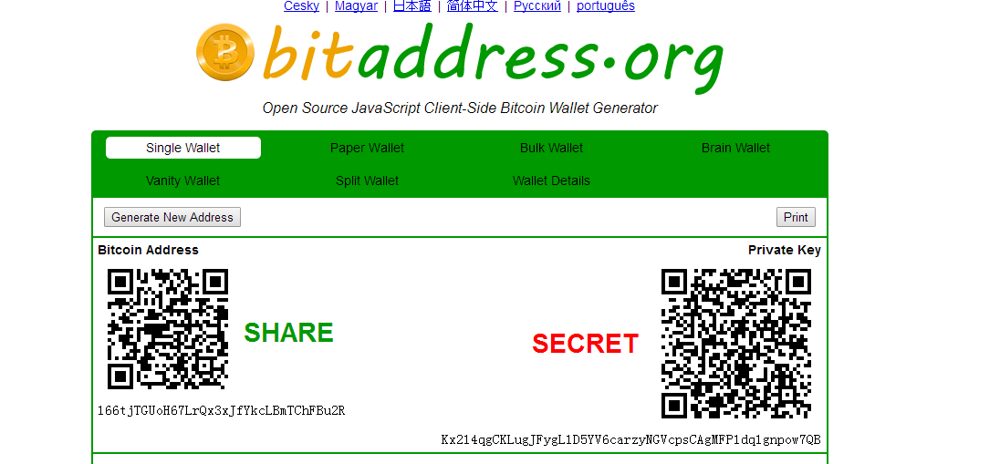 Cesky | Magyar | 日本語 | 简体中文 | Русский | português
bitaddress.org
Open Source JavaScript Client-Side Bitcoin Wallet Generator
Single Wallet Paper Wallet Bulk Wallet Brain Wallet
Vanity Wallet Split Wallet Wallet Details
Generate New Address Print
Bitcoin Address Private Key
SHARE SECRET
166tjTGUoH67LrQx3xJfYkcLBmTChFBu2R
Kx214qgCKLugJFygL1D5YV6carzyNGVcpsCAgMFP1dq1gnpow7QB